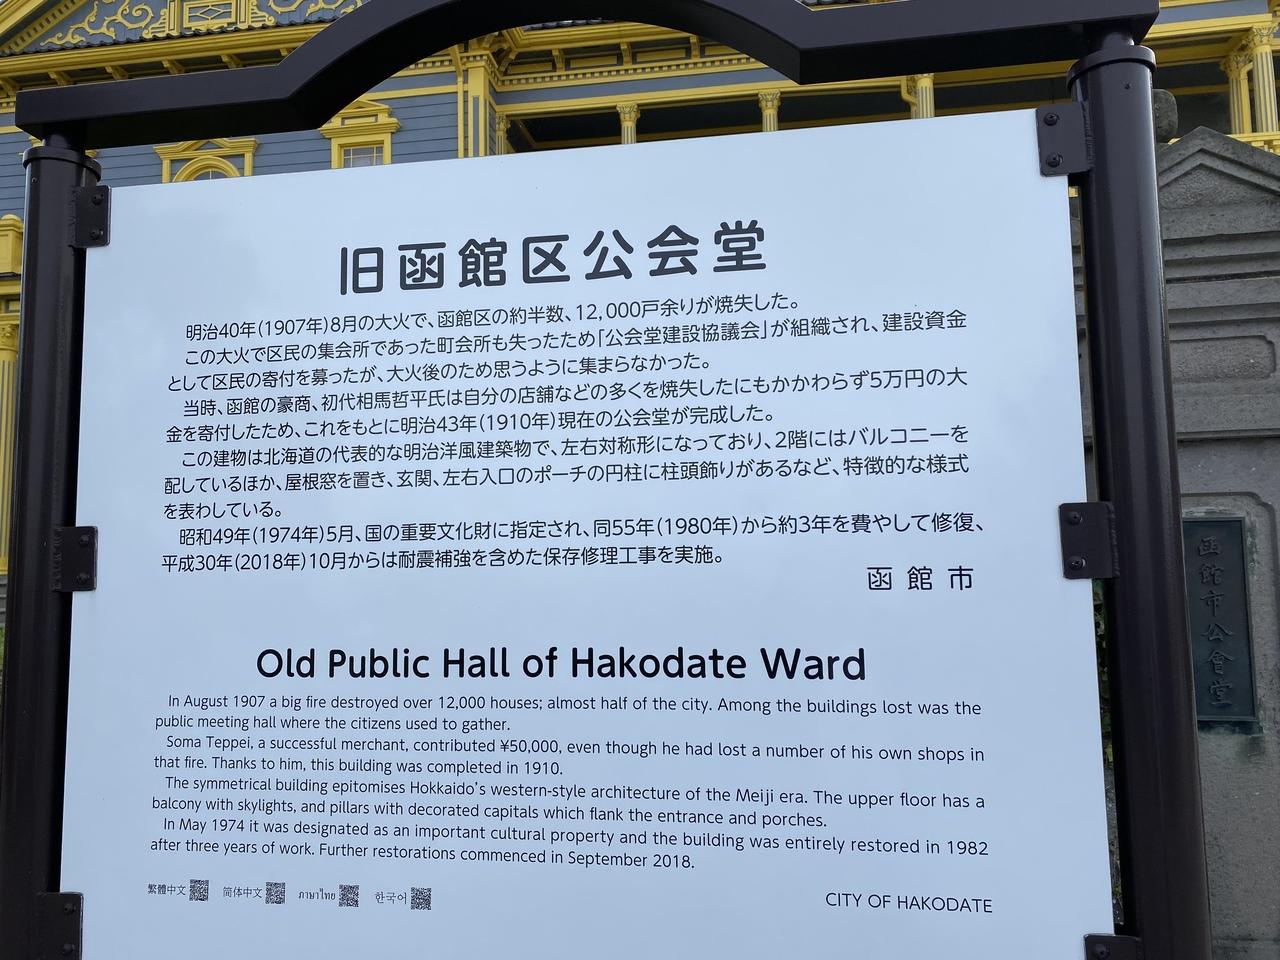 旧函館区公会堂
明治40年(1907年)8月の大火で、函館区の約半数、12,000戸余りが焼失した。
この大火で区民の集会所であった町会所も失ったため「公会堂建設協議会」が組織され、建設資金
として区民の寄付を募ったが、大火後のため思うように集まらなかった。
当時、函館の豪商、初代相馬哲平氏は自分の店舗などの多くを焼失したにもかかわらず5万円の大
金を寄付したため、これをもとに明治43年(1910年)現在の公会堂が完成した。
この建物は北海道の代表的な明治洋風建築物で、左右対称形になっており、2階にはバルコニーを
配しているほか、屋根窓を置き、玄関、左右入口のポーチの円柱に柱頭飾りがあるなど、特徴的な様式
を表わしている。
昭和49年(1974年)5月、国の重要文化財に指定され、同55年(1980年)から約3年を費やして修復、
平成30年(2018年)10月からは耐震補強を含めた保存修理工事を実施。
函館市
Old Public Hall of Hakodate Ward
In August 1907 a big fire destroyed over 12,000 houses; almost half of the city. Among the buildings lost was the
public meeting hall where the citizens used to gather.
Soma Teppei, a successful merchant, contributed ¥50,000, even though he had lost a number of his own shops in
that fire. Thanks to him, this building was completed in 1910.
The symmetrical building epitomises Hokkaido's western-style architecture of the Meiji era. The upper floor has a
balcony with skylights, and pillars with decorated capitals which flank the entrance and porches.
In May 1974 it was designated as an important cultural property and the building was entirely restored in 1982
after three years of work. Further restorations commenced in September 2018.
繁體中文 简体中文 ภาษาไทย 한국어
CITY OF HAKODATE
函館市公會堂